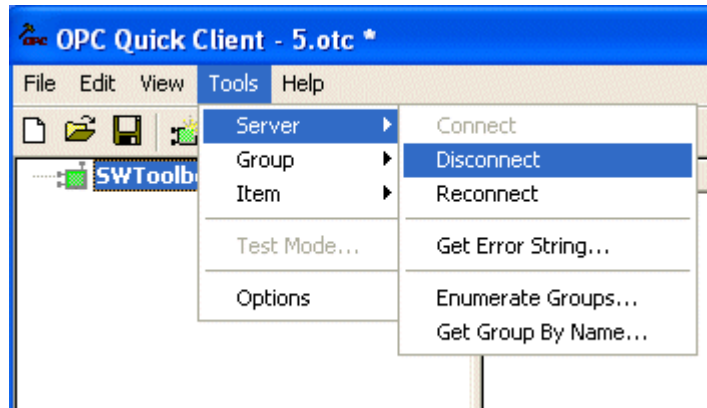 OPC Quick Client - 5.otc *
File Edit View Tools Help
Server
Connect
Group
Disconnect
Item
Reconnect
Test Mode...
Get Error String...
Options
Enumerate Groups...
Get Group By Name...